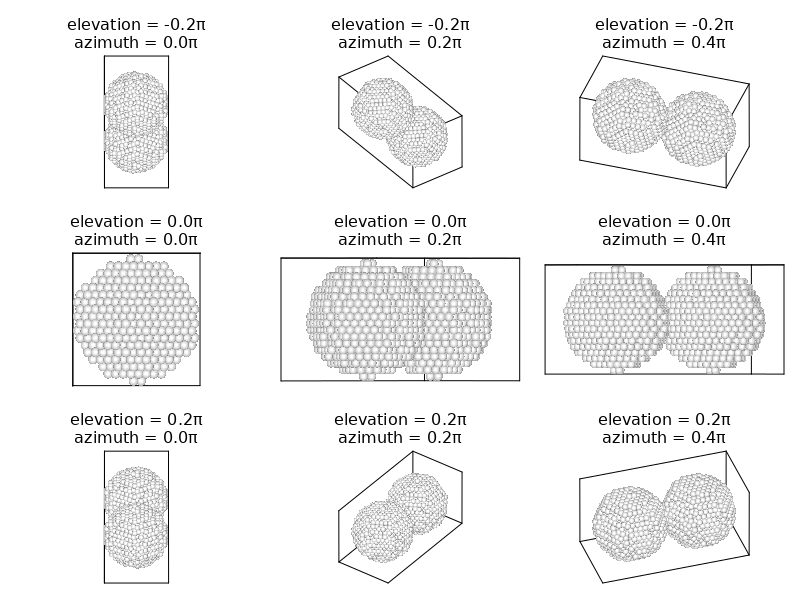 elevation = -0.2π
azimuth = 0.0π
elevation = -0.2π
azimuth = 0.2π
elevation = -0.2π
azimuth = 0.4π
elevation = 0.0π
azimuth = 0.0π
elevation = 0.0π
azimuth = 0.2π
elevation = 0.0π
azimuth = 0.4π
elevation = 0.2π
azimuth = 0.0π
elevation = 0.2π
azimuth = 0.2π
elevation = 0.2π
azimuth = 0.4π